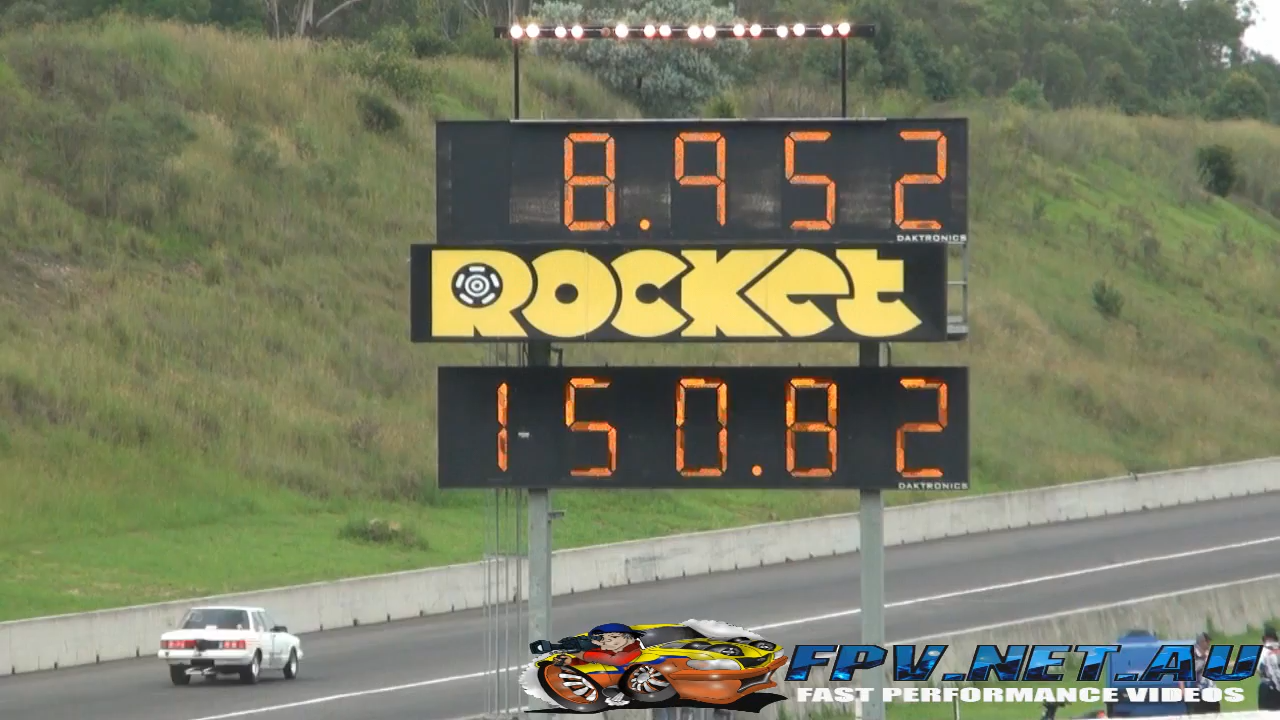 8.952
DAKTRONICS
ROCKET
150.82
DAKTRONICS
FPV.NET.AU
FAST PERFORMANCE VIDEOS